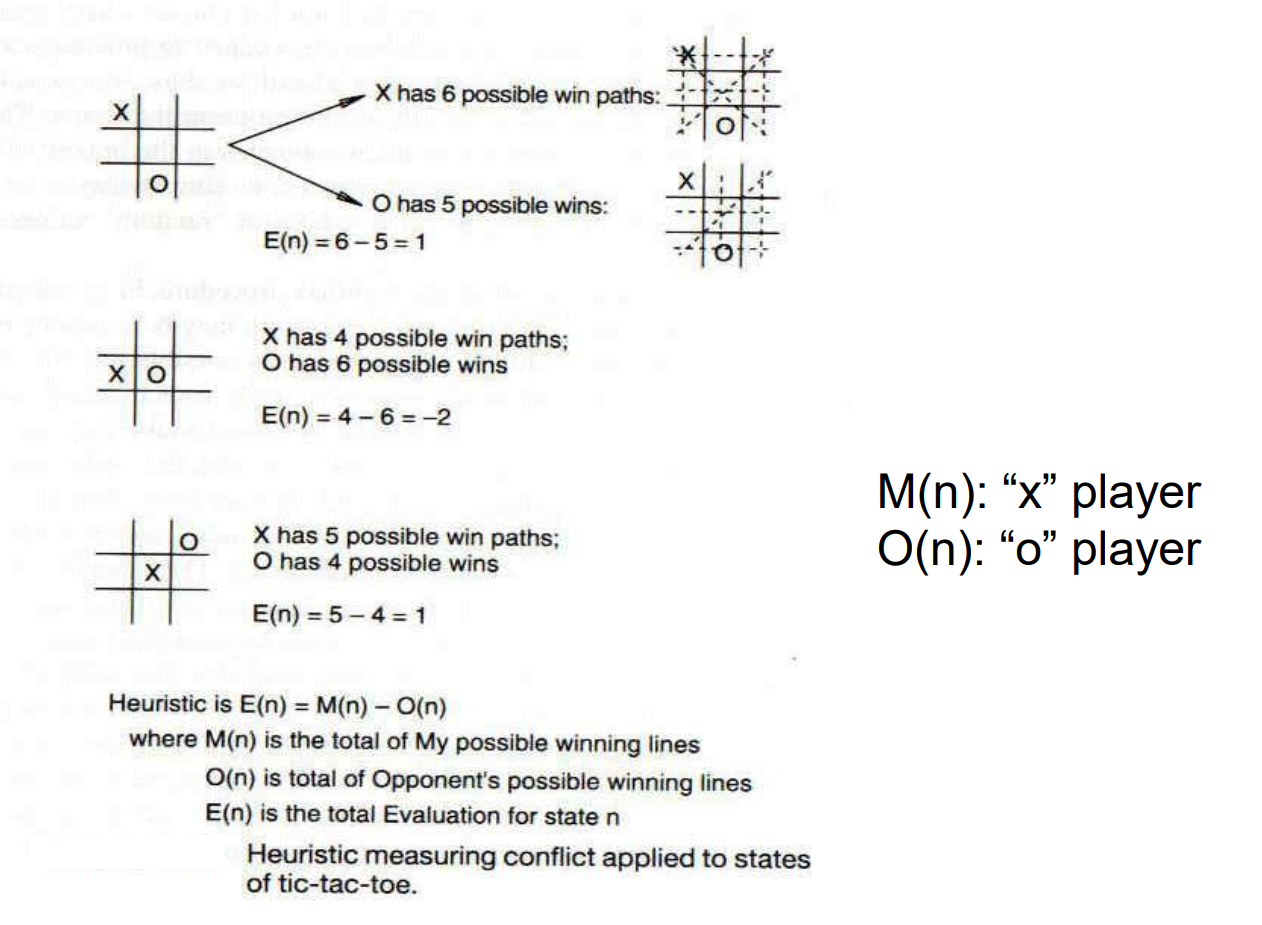 X has 6 possible win paths:
X
O
X
O
O has 5 possible wins:
X
O
E(n) = 6 – 5 = 1
X has 4 possible win paths;
O has 6 possible wins
X O
E(n) = 4 – 6 = –2
M(n): “x” player
O(n): “o” player
X has 5 possible win paths;
O has 4 possible wins
O
X
E(n) = 5 – 4 = 1
Heuristic is E(n) = M(n) – O(n)
where M(n) is the total of My possible winning lines
O(n) is total of Opponent's possible winning lines
E(n) is the total Evaluation for state n
Heuristic measuring conflict applied to states
of tic-tac-toe.